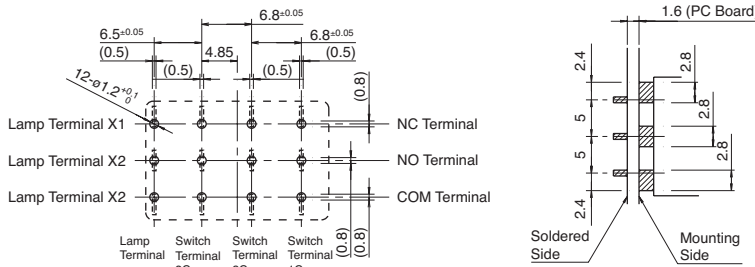 6.8±0.05
6.5±0.05
6.8±0.05
(0.5)
4.85
(0.5)
(0.5)
(0.5)
(0.8)
12-ø1.2+0.1 0
Lamp Terminal X1
NC Terminal
Lamp Terminal X2
NO Terminal
Lamp Terminal X2
COM Terminal
Lamp
Terminal
Switch
Terminal
Switch
Terminal
Switch
Terminal
(0.8)
(0.8)
1.6 (PC Board
2.4
5
5
2.4
2.8
2.8
2.8
Soldered
Side
Mounting
Side